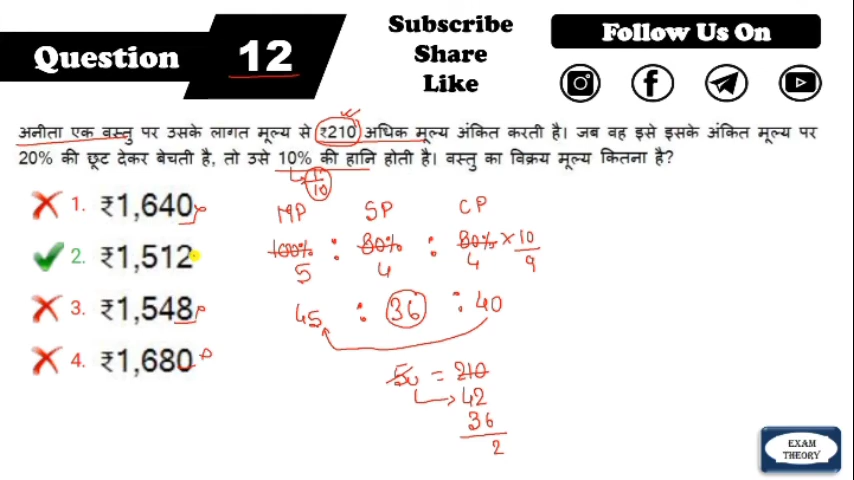 Question 12
Subscribe
Share
Like
Follow Us On
अनीता एक वस्तु पर उसके लागत मूल्य से ₹210 अधिक मूल्य अंकित करती है। जब वह इसे इसके अंकित मूल्य पर
20% की छूट देकर बेचती है, तो उसे 10% की हानि होती है। वस्तु का विक्रय मूल्य कितना है?
1. ₹1,640
2. ₹1,512
3. ₹1,548
4. ₹1,680
1/10
MP SP CP
100% : 80% : 80% × 10/9
5 4 4
45 : 36 : 40
5u = 210
42
36
2
EXAM
THEORY